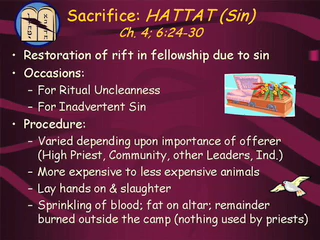 Sacrifice: HATTAT (Sin)
Ch. 4; 6:24-30
• Restoration of rift in fellowship due to sin
• Occasions:
– For Ritual Uncleanness
– For Inadvertent Sin
• Procedure:
– Varied depending upon importance of offerer
(High Priest, Community, other Leaders, Ind.)
– More expensive to less expensive animals
– Lay hands on & slaughter
– Sprinkling of blood; fat on altar; remainder
burned outside the camp (nothing used by priests)